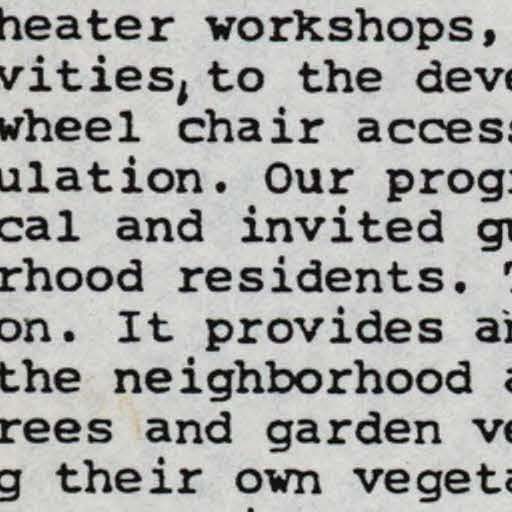 heater workshops,
vities, to the deve
wheel chair access
ulation. Our prog
cal and invited g
rhood residents.
on. It provides a
the neighborhood a
rees and garden ve
g their own vegeta